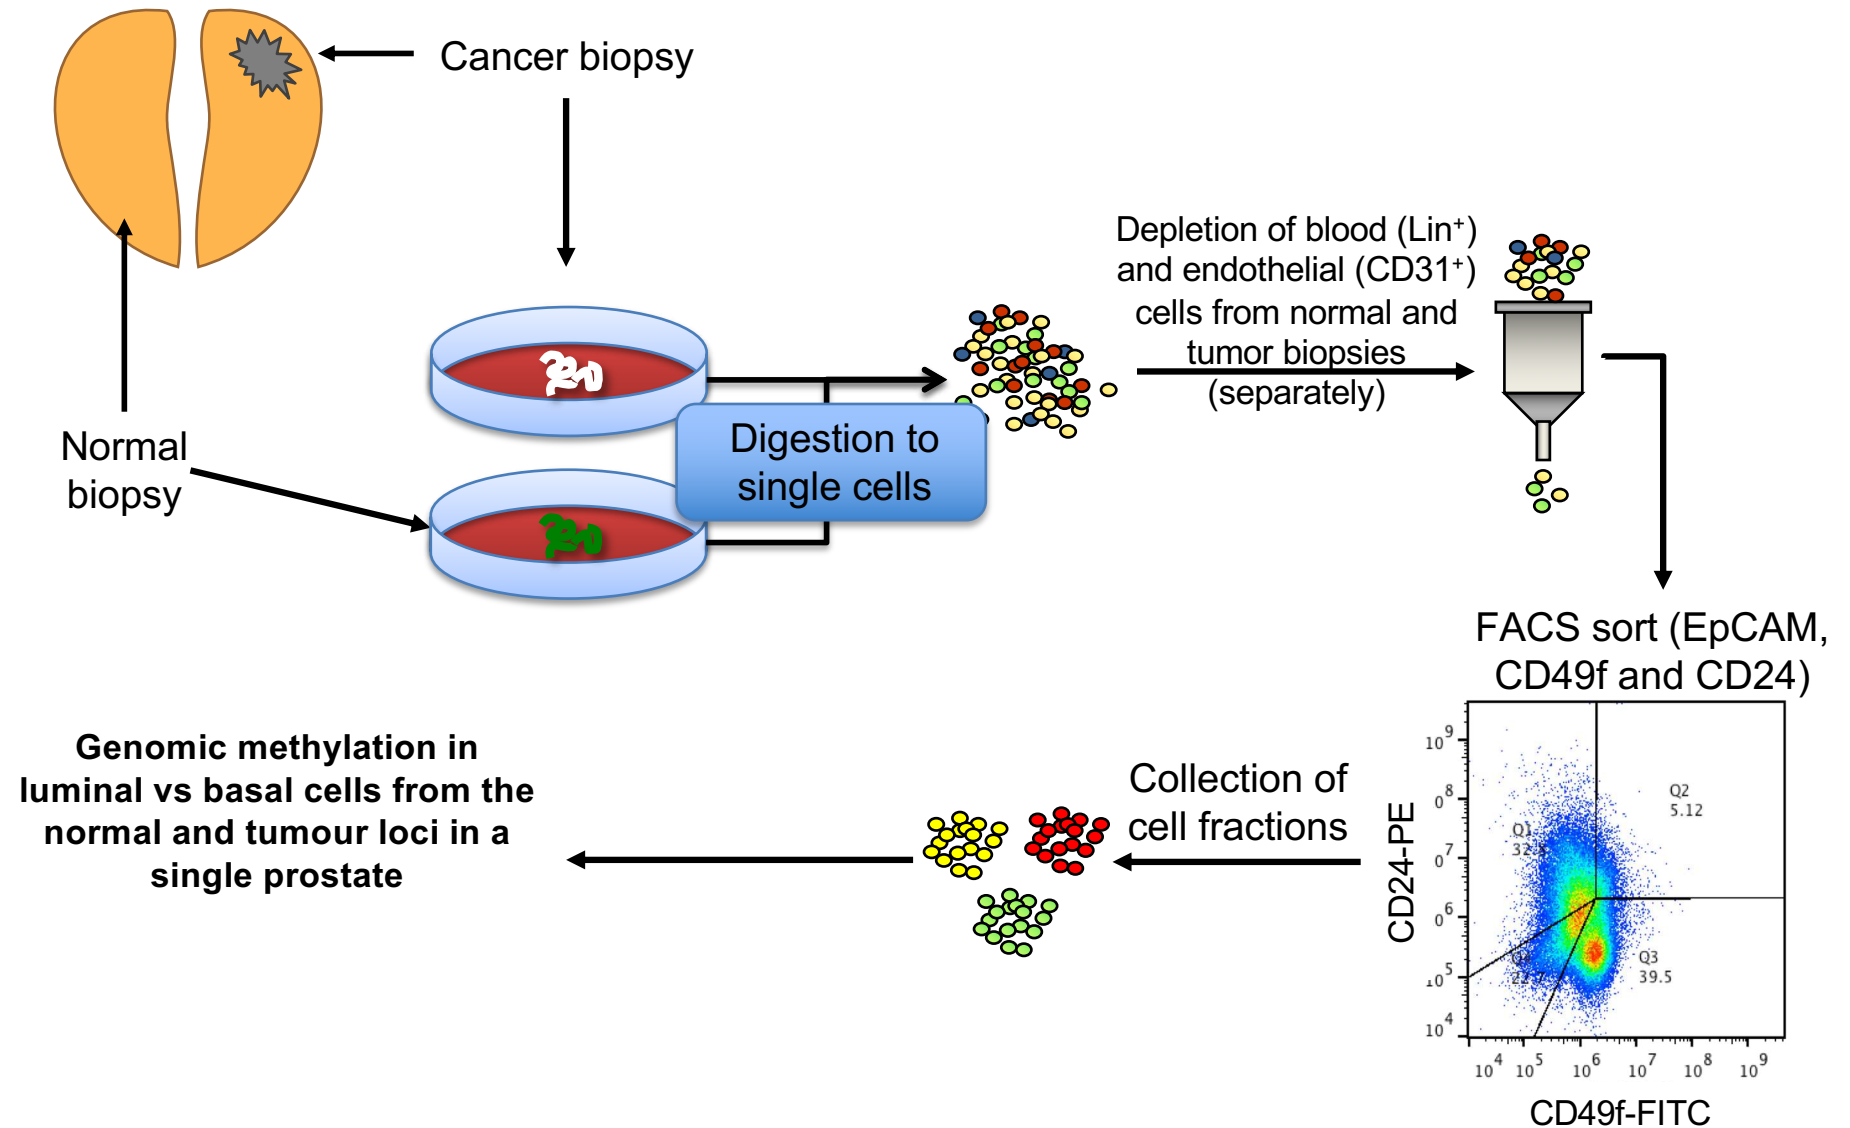 Cancer biopsy
Normal
biopsy
Digestion to
single cells
Depletion of blood (Lin⁺)
and endothelial (CD31⁺)
cells from normal and
tumor biopsies
(separately)
FACS sort (EpCAM,
CD49f and CD24)
CD24-PE
10⁹
0⁸
0⁷
0⁶
10⁵
10⁴
Q1
Q2
5.12
Q3
39.5
10⁴ 10⁵ 10⁶ 10⁷ 10⁸ 10⁹
CD49f-FITC
Collection of
cell fractions
Genomic methylation in
luminal vs basal cells from the
normal and tumour loci in a
single prostate